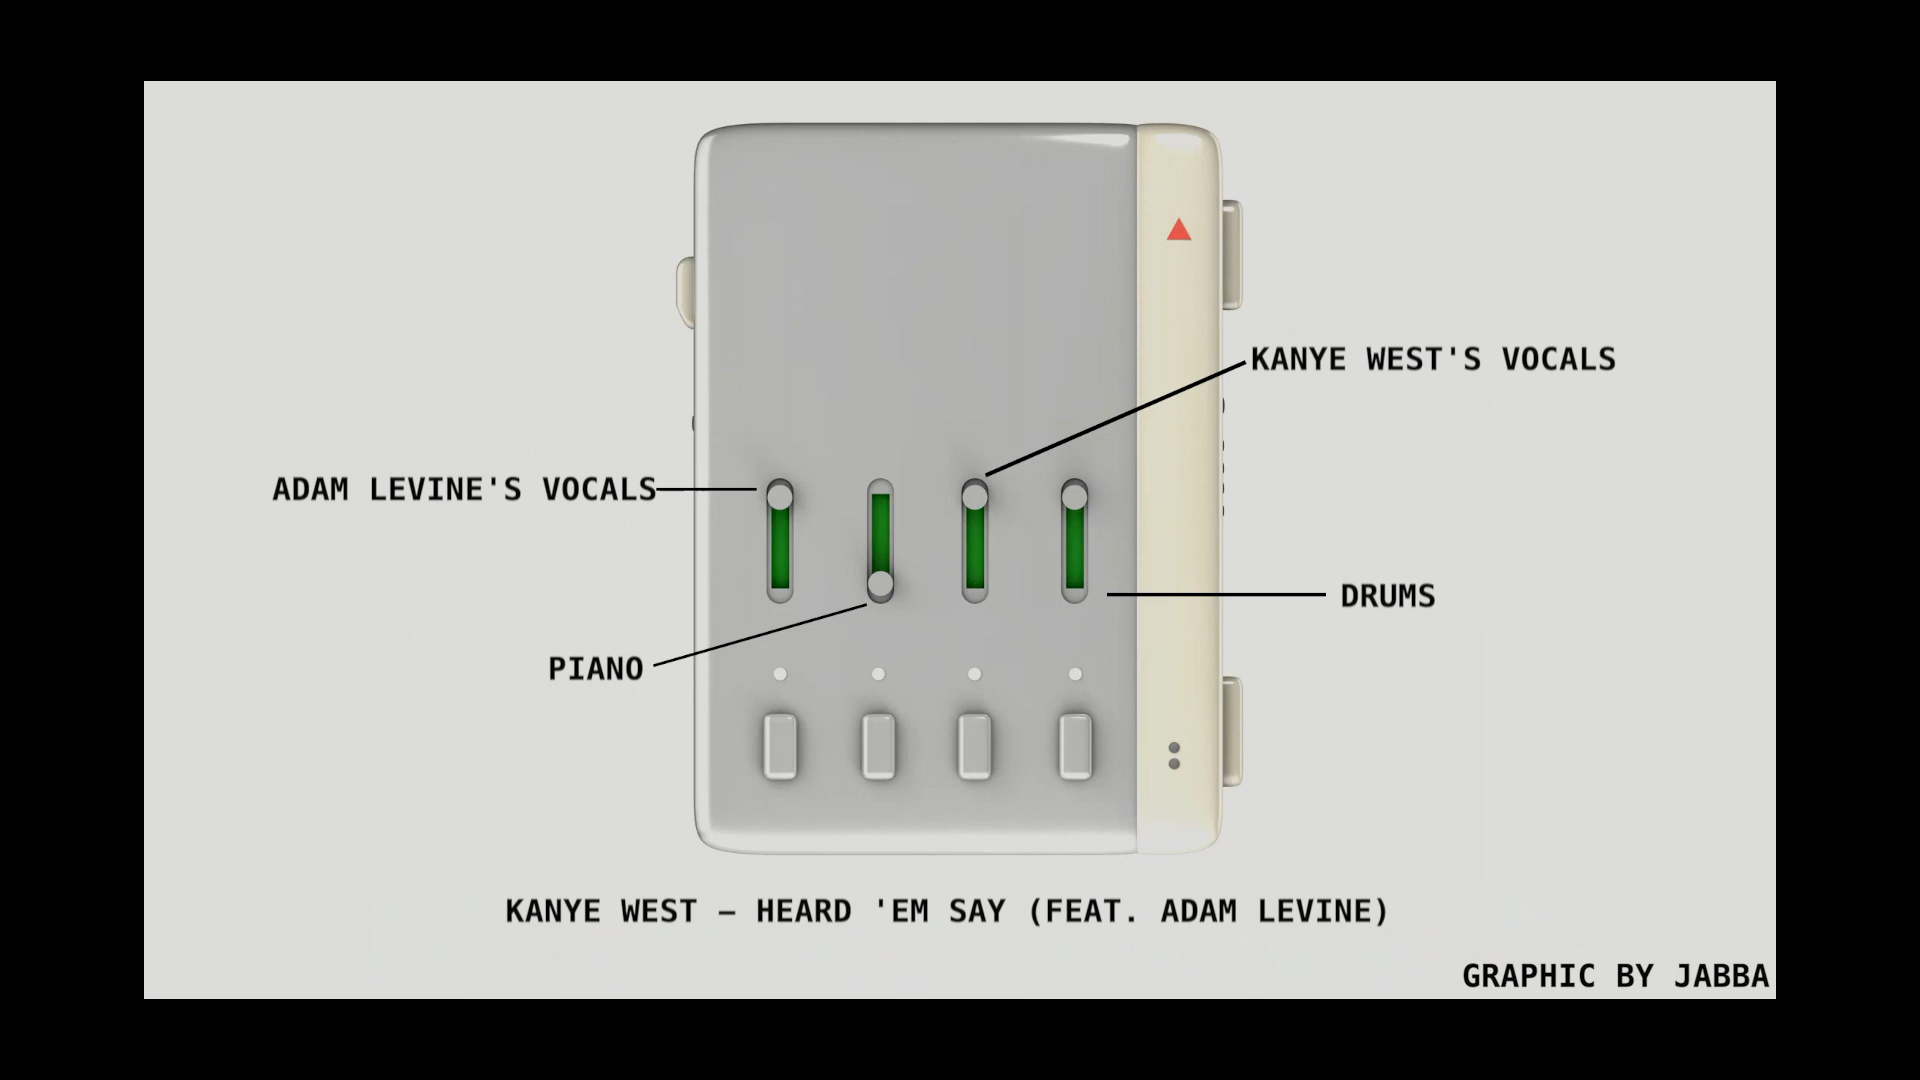 KANYE WEST'S VOCALS
ADAM LEVINE'S VOCALS
DRUMS
PIANO
KANYE WEST – HEARD 'EM SAY (FEAT. ADAM LEVINE)
GRAPHIC BY JABBA